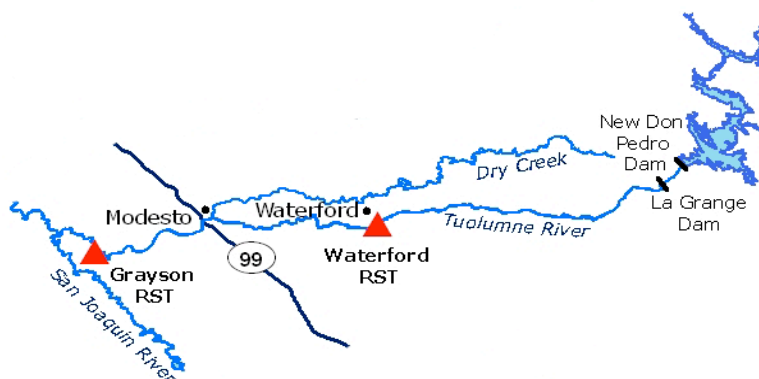 New Don
Pedro
Dam
Dry Creek
La Grange
Dam
Modesto
Waterford
Tuolumne River
Waterford
RST
99
Grayson
RST
San Joaquin River